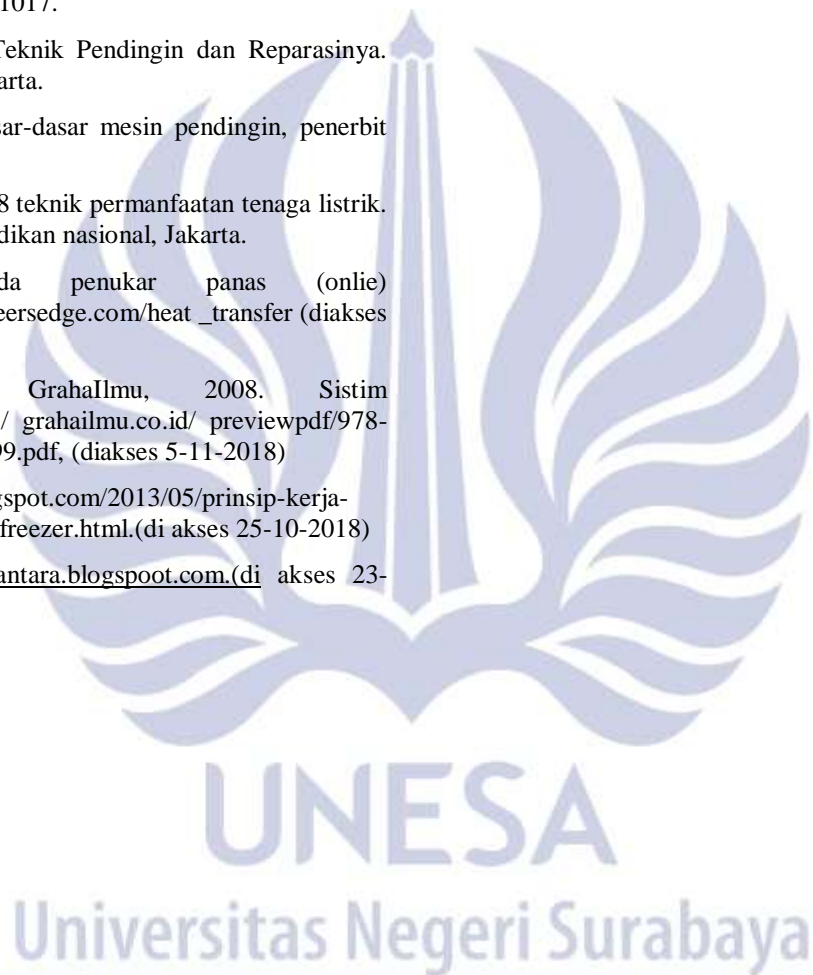 1017.
Teknik Pendingin dan Reparasinya.
arta.
sar-dasar mesin pendingin, penerbit
8 teknik permanfaatan tenaga listrik.
dikan nasional, Jakarta.
da penukar panas (onlie)
eersedge.com/heat _transfer (diakses
GrahaIlmu, 2008. Sistim
/ grahailmu.co.id/ previewpdf/978-
99.pdf, (diakses 5-11-2018)
gspot.com/2013/05/prinsip-kerja-
freezer.html.(di akses 25-10-2018)
antara.blogspoot.com.(di akses 23-
UNESA
Universitas Negeri Surabaya